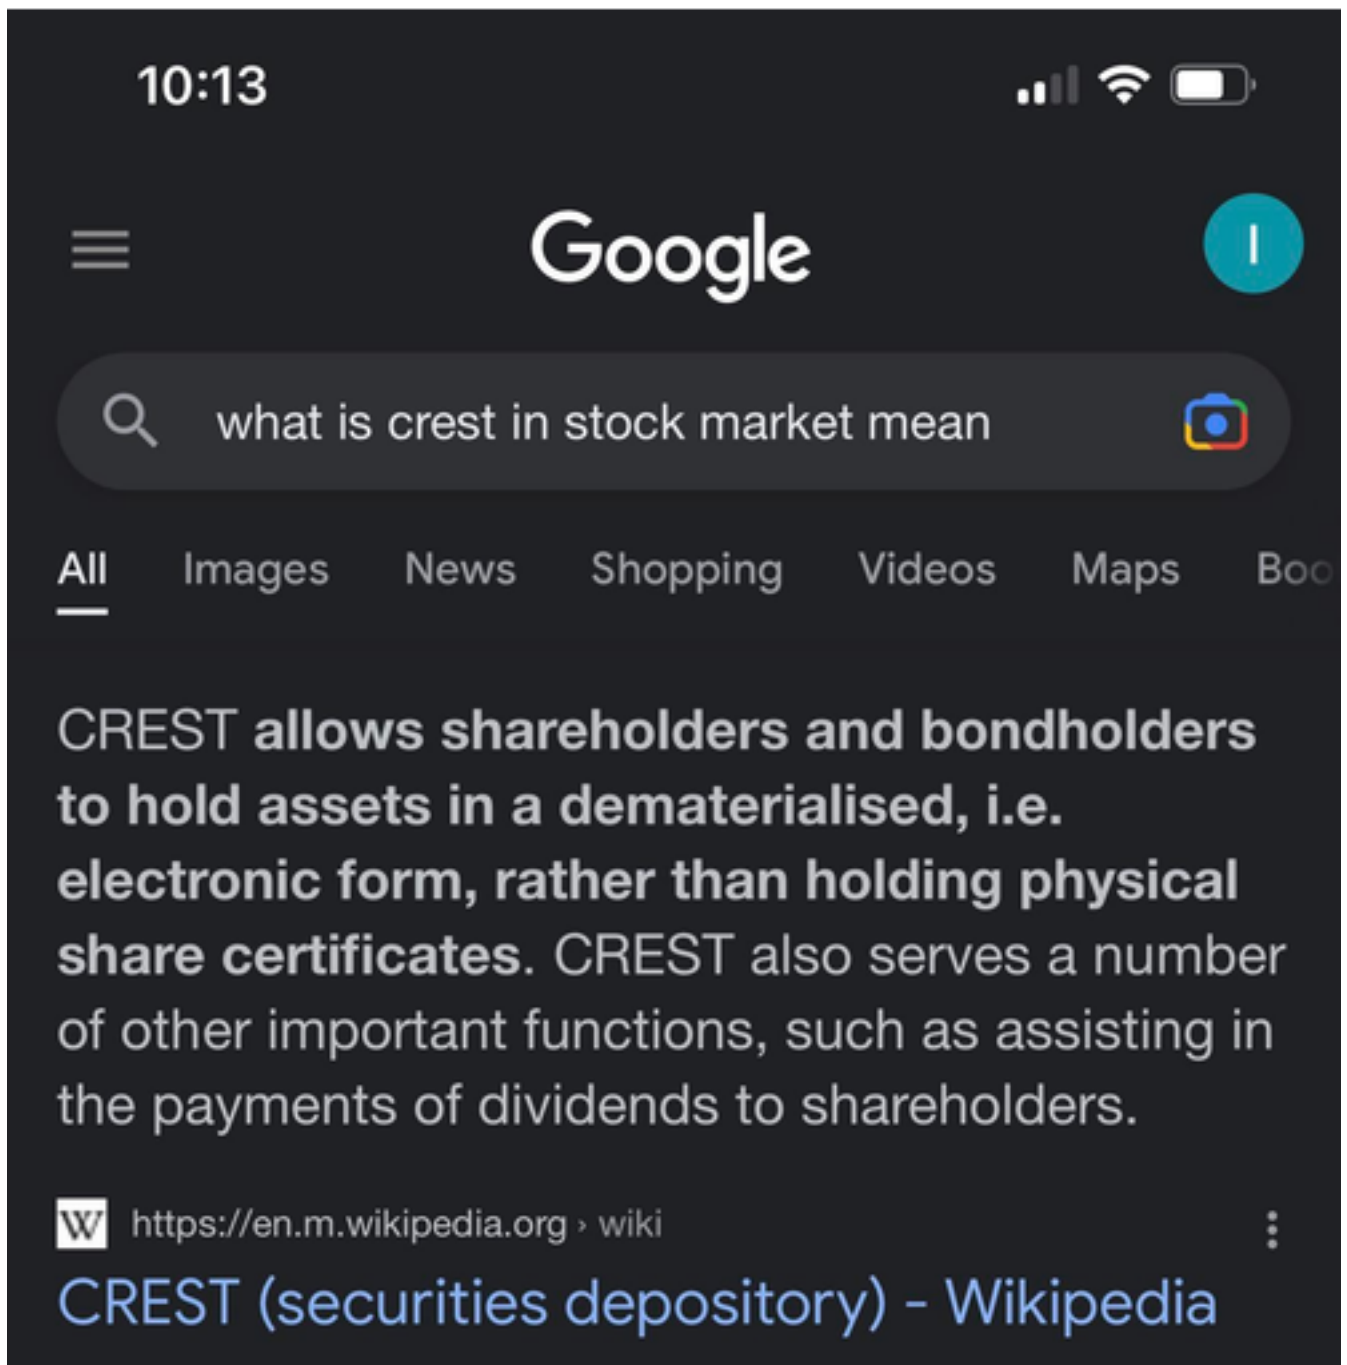 10:13
Google
I
what is crest in stock market mean
All Images News Shopping Videos Maps Boo
CREST allows shareholders and bondholders
to hold assets in a dematerialised, i.e.
electronic form, rather than holding physical
share certificates. CREST also serves a number
of other important functions, such as assisting in
the payments of dividends to shareholders.
W https://en.m.wikipedia.org › wiki
CREST (securities depository) - Wikipedia